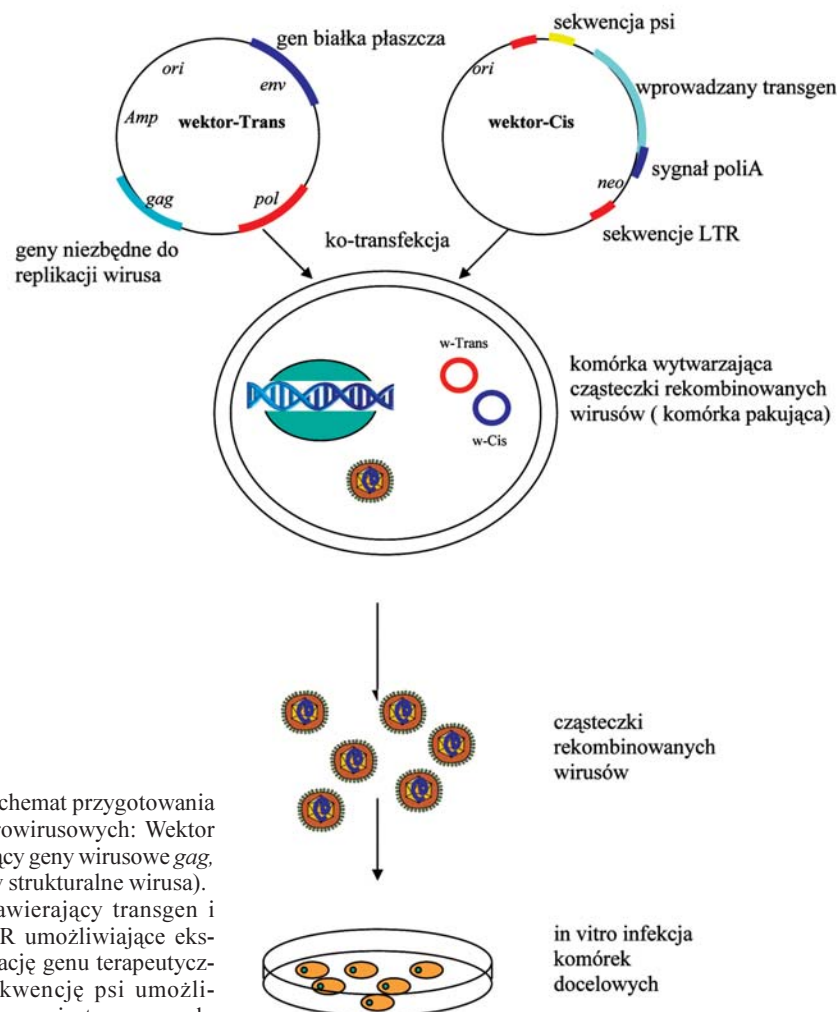 gen białka płaszcza
ori
env
Amp
wektor-Trans
gag
pol
geny niezbędne do
replikacji wirusa
sekwencja psi
ori
wprowadzany transgen
wektor-Cis
sygnał poliA
neo
sekwencje LTR
ko-transfekcja
w-Trans
w-Cis
komórka wytwarzająca
cząsteczki rekombinowanych
wirusów ( komórka pakująca)
cząsteczki
rekombinowanych
wirusów
chemat przygotowania
rowirusowych: Wektor
ący geny wirusowe gag,
y strukturalne wirusa).
awierający transgen i
R umożliwiające eks-
ację genu terapeutycz-
kwencję psi umożli-
in vitro infekcja
komórek
docelowych